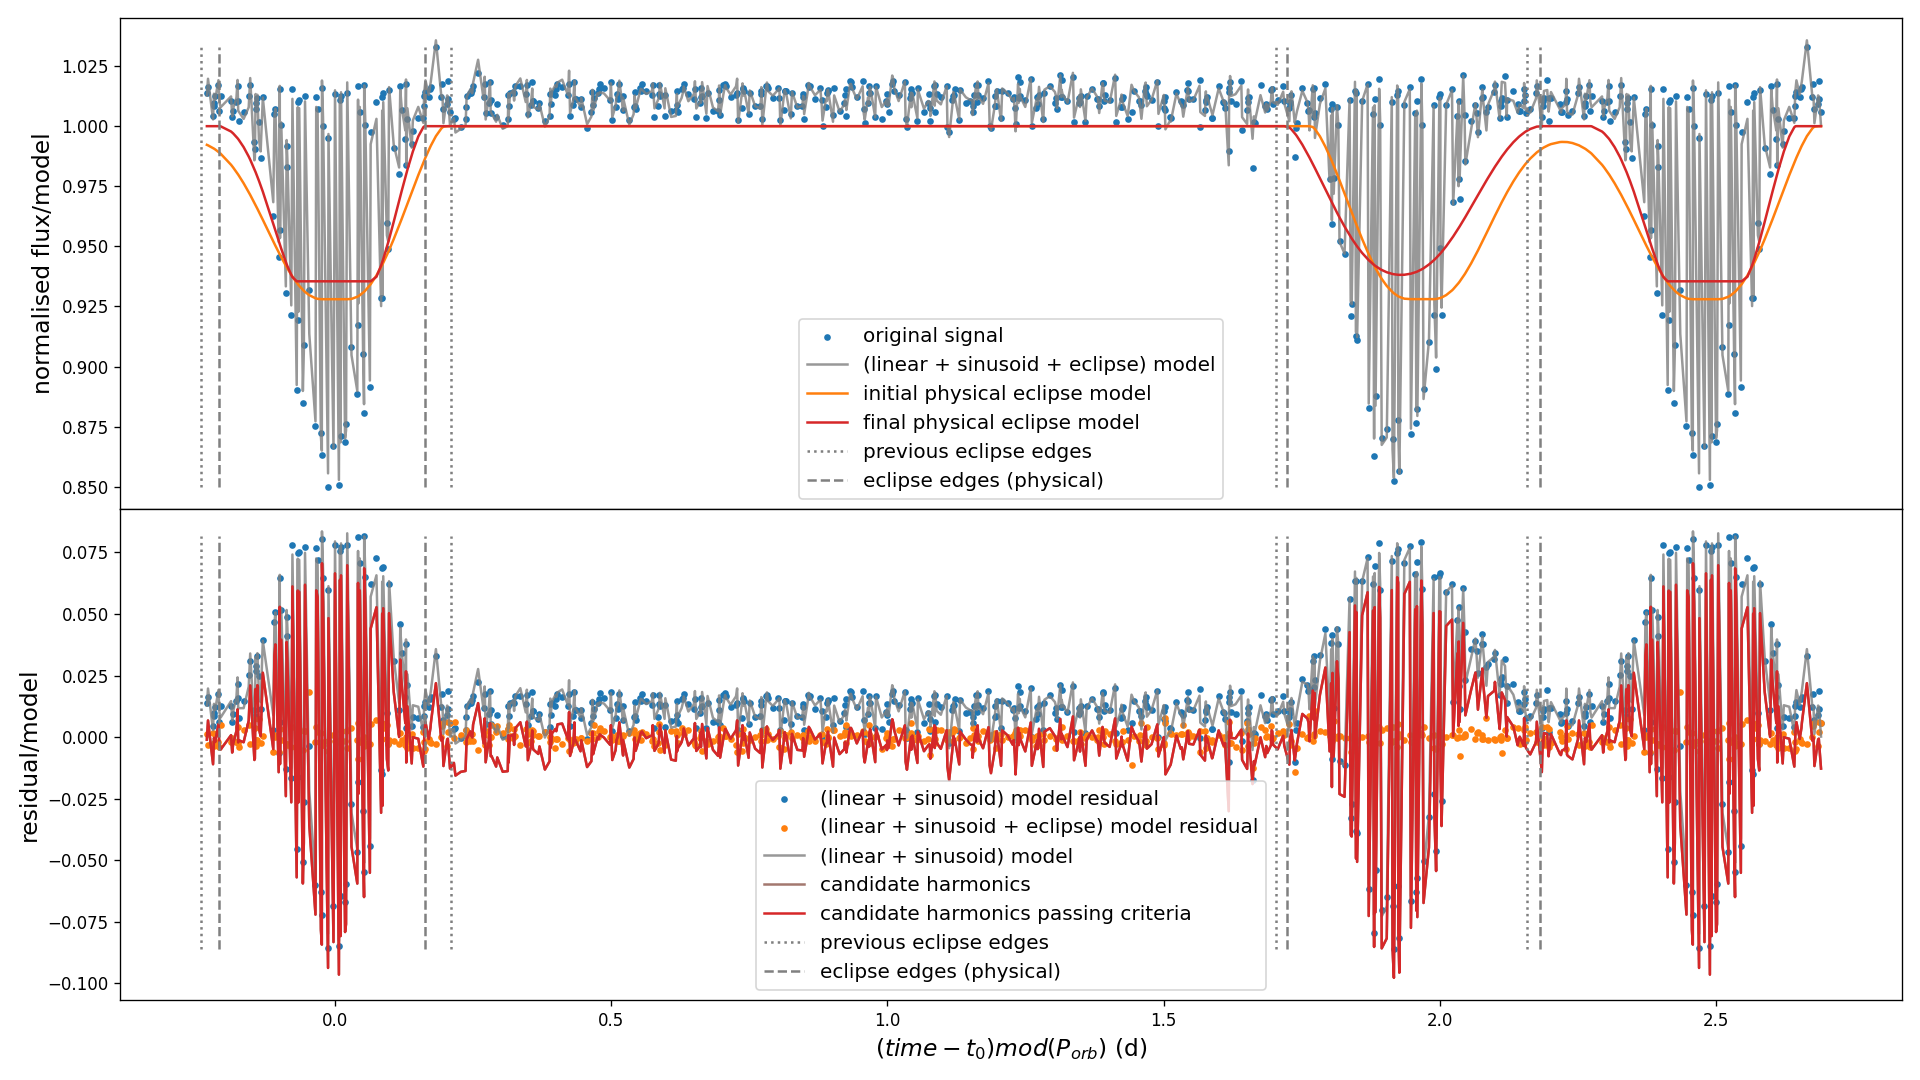 normalised flux/model
1.025
1.000
0.975
0.950
0.925
0.900
0.875
0.850
original signal
(linear + sinusoid + eclipse) model
initial physical eclipse model
final physical eclipse model
previous eclipse edges
eclipse edges (physical)
residual/model
0.075
0.050
0.025
0.000
−0.025
−0.050
−0.075
−0.100
(linear + sinusoid) model residual
(linear + sinusoid + eclipse) model residual
(linear + sinusoid) model
candidate harmonics
candidate harmonics passing criteria
previous eclipse edges
eclipse edges (physical)
0.0 0.5 1.0 1.5 2.0 2.5
(time − t₀)mod(P_orb) (d)